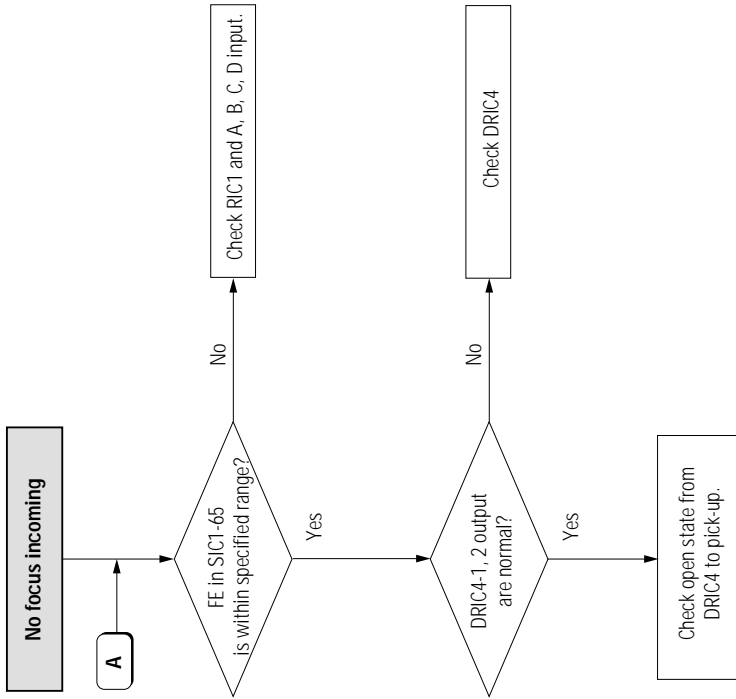 No focus incoming
A
FE in SIC1-65
is within specified range?
No
Check RIC1 and A, B, C, D input.
Yes
DRIC4-1, 2 output
are normal?
No
Check DRIC4
Yes
Check open state from
DRIC4 to pick-up.